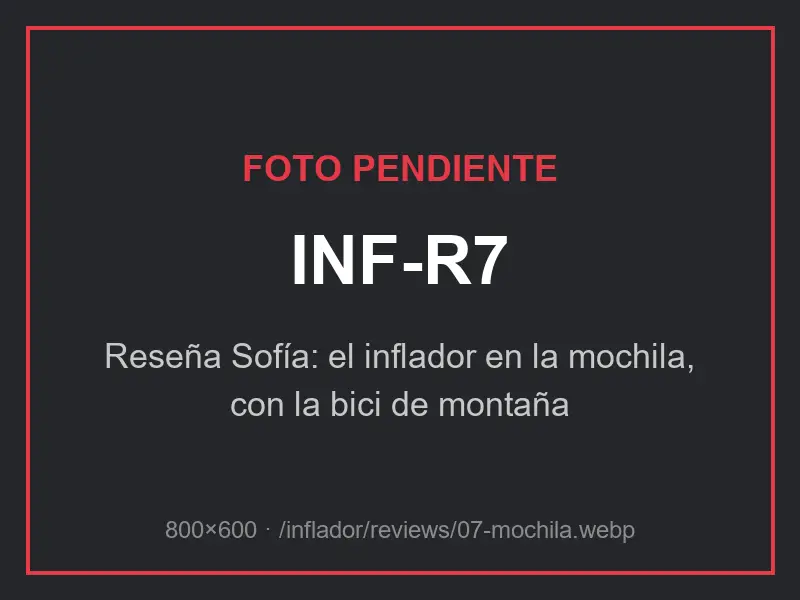 FOTO PENDIENTE
INF-R7
Reseña Sofía: el inflador en la mochila,
con la bici de montaña
800×600 · /inflador/reviews/07-mochila.webp